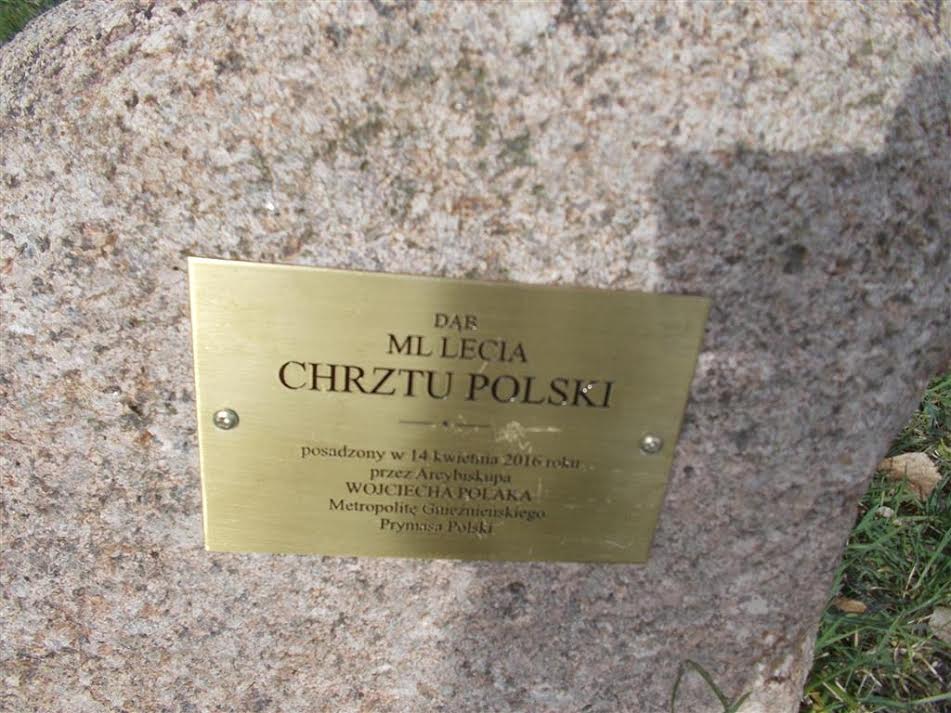 DĄB
ML LECIA
CHRZTU POLSKI
posadzony w 14 kwietnia 2016 roku
przez Arcybiskupa
WOJCIECHA POLAKA
Metropolitę Gnieźnieńskiego
Prymasa Polski